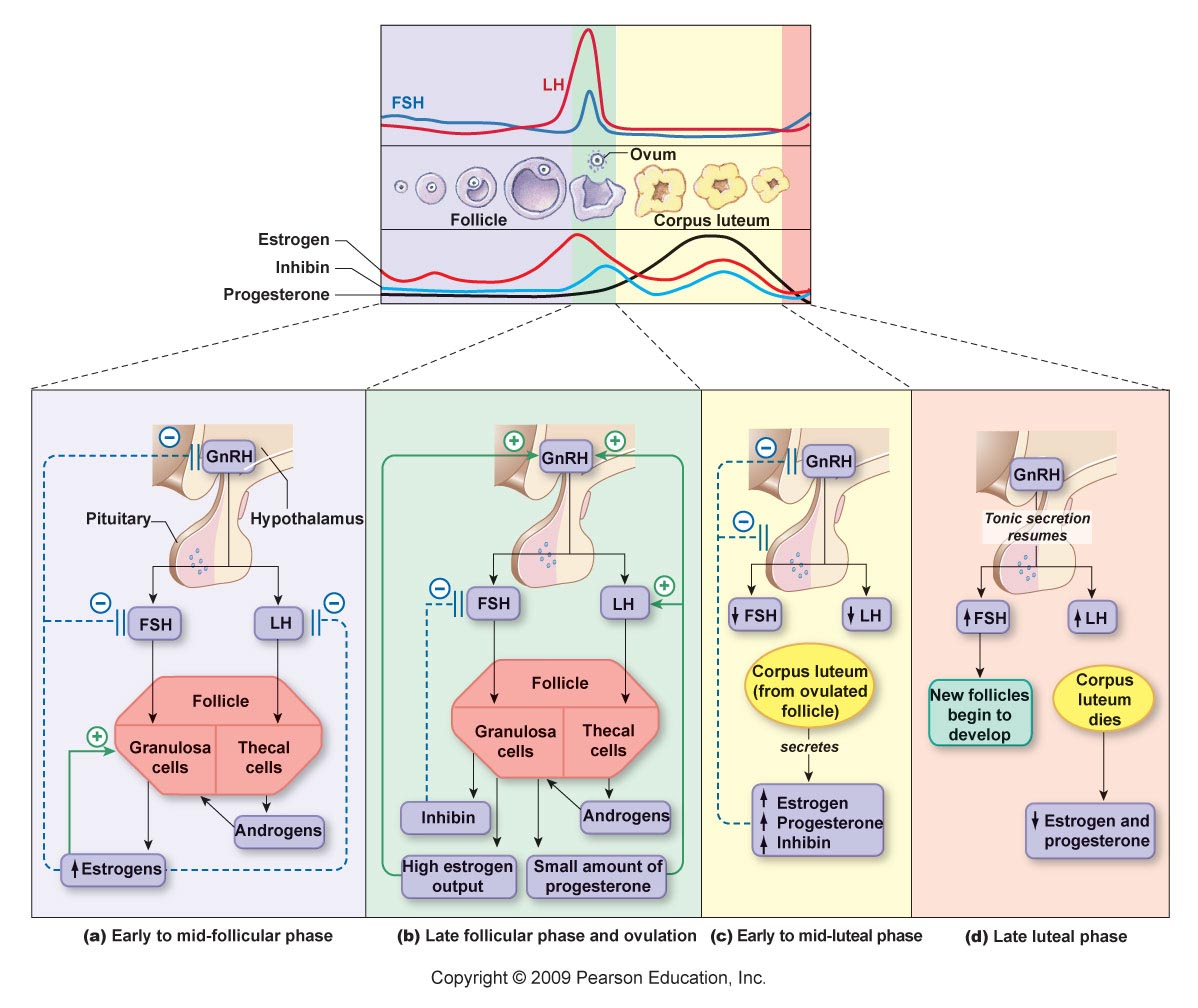 LH
FSH
Ovum
Follicle
Corpus luteum
Estrogen
Inhibin
Progesterone
−
GnRH
Pituitary
Hypothalamus
−
FSH
LH
−
Follicle
+
Granulosa
cells
Thecal
cells
Androgens
↑ Estrogens
(a) Early to mid-follicular phase
+
+
GnRH
−
FSH
LH
+
Follicle
Granulosa
cells
Thecal
cells
Inhibin
Androgens
High estrogen
output
Small amount of
progesterone
(b) Late follicular phase and ovulation
−
GnRH
−
↓ FSH
↓ LH
Corpus luteum
(from ovulated
follicle)
secretes
↑ Estrogen
↑ Progesterone
↑ Inhibin
(c) Early to mid-luteal phase
GnRH
Tonic secretion
resumes
↑ FSH
↑ LH
New follicles
begin to
develop
Corpus
luteum
dies
↓ Estrogen and
progesterone
(d) Late luteal phase
Copyright © 2009 Pearson Education, Inc.